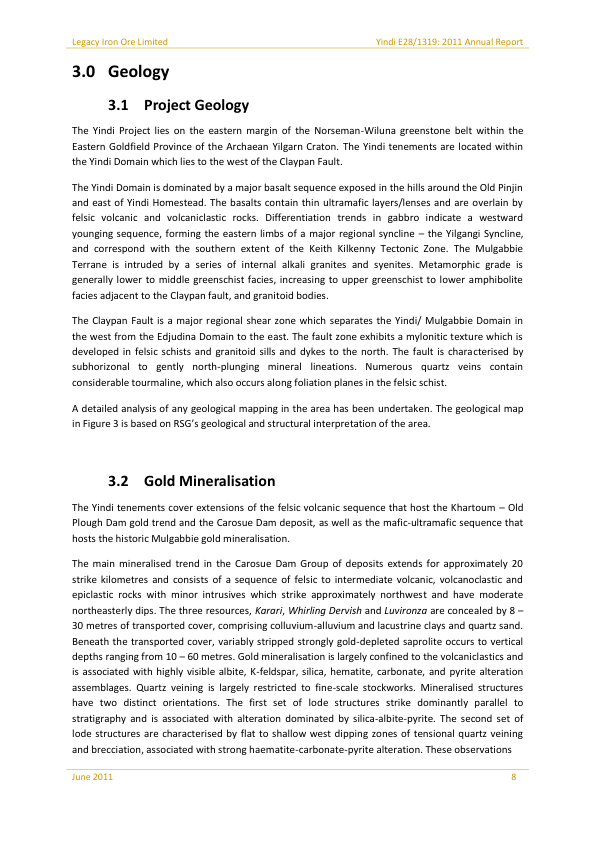 Legacy Iron Ore Limited Yindi E28/1319: 2011 Annual Report
3.0 Geology
3.1 Project Geology
The Yindi Project lies on the eastern margin of the Norseman-Wiluna greenstone belt within the
Eastern Goldfield Province of the Archaean Yilgarn Craton. The Yindi tenements are located within
the Yindi Domain which lies to the west of the Claypan Fault.
The Yindi Domain is dominated by a major basalt sequence exposed in the hills around the Old Pinjin
and east of Yindi Homestead. The basalts contain thin ultramafic layers/lenses and are overlain by
felsic volcanic and volcaniclastic rocks. Differentiation trends in gabbro indicate a westward
younging sequence, forming the eastern limbs of a major regional syncline – the Yilgangi Syncline,
and correspond with the southern extent of the Keith Kilkenny Tectonic Zone. The Mulgabbie
Terrane is intruded by a series of internal alkali granites and syenites. Metamorphic grade is
generally lower to middle greenschist facies, increasing to upper greenschist to lower amphibolite
facies adjacent to the Claypan fault, and granitoid bodies.
The Claypan Fault is a major regional shear zone which separates the Yindi/ Mulgabbie Domain in
the west from the Edjudina Domain to the east. The fault zone exhibits a mylonitic texture which is
developed in felsic schists and granitoid sills and dykes to the north. The fault is characterised by
subhorizonal to gently north-plunging mineral lineations. Numerous quartz veins contain
considerable tourmaline, which also occurs along foliation planes in the felsic schist.
A detailed analysis of any geological mapping in the area has been undertaken. The geological map
in Figure 3 is based on RSG's geological and structural interpretation of the area.
3.2 Gold Mineralisation
The Yindi tenements cover extensions of the felsic volcanic sequence that host the Khartoum – Old
Plough Dam gold trend and the Carosue Dam deposit, as well as the mafic-ultramafic sequence that
hosts the historic Mulgabbie gold mineralisation.
The main mineralised trend in the Carosue Dam Group of deposits extends for approximately 20
strike kilometres and consists of a sequence of felsic to intermediate volcanic, volcanoclastic and
epiclastic rocks with minor intrusives which strike approximately northwest and have moderate
northeasterly dips. The three resources, Karari, Whirling Dervish and Luvironza are concealed by 8 –
30 metres of transported cover, comprising colluvium-alluvium and lacustrine clays and quartz sand.
Beneath the transported cover, variably stripped strongly gold-depleted saprolite occurs to vertical
depths ranging from 10 – 60 metres. Gold mineralisation is largely confined to the volcaniclastics and
is associated with highly visible albite, K-feldspar, silica, hematite, carbonate, and pyrite alteration
assemblages. Quartz veining is largely restricted to fine-scale stockworks. Mineralised structures
have two distinct orientations. The first set of lode structures strike dominantly parallel to
stratigraphy and is associated with alteration dominated by silica-albite-pyrite. The second set of
lode structures are characterised by flat to shallow west dipping zones of tensional quartz veining
and brecciation, associated with strong haematite-carbonate-pyrite alteration. These observations
June 2011 8